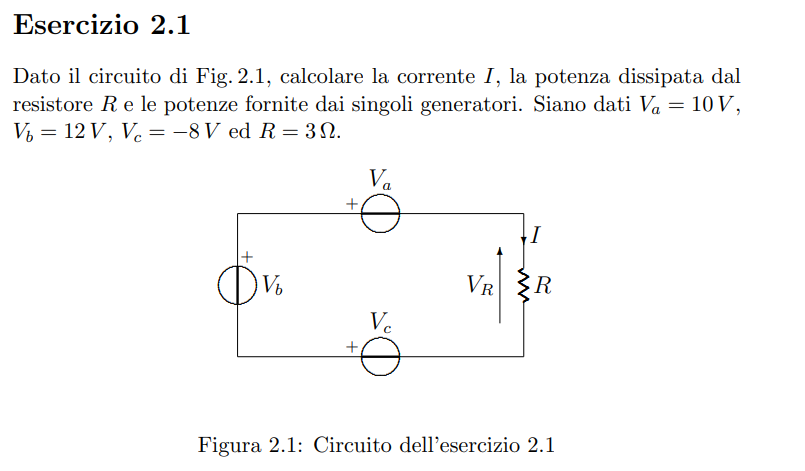 Esercizio 2.1
Dato il circuito di Fig. 2.1, calcolare la corrente I, la potenza dissipata dal
resistore R e le potenze fornite dai singoli generatori. Siano dati Va = 10 V,
Vb = 12 V, Vc = −8 V ed R = 3 Ω.
Va
+
I
+
Vb
VR
R
Vc
+
Figura 2.1: Circuito dell'esercizio 2.1